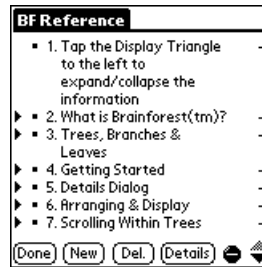 BF Reference
1. Tap the Display Triangle
to the left to
expand/collapse the
information
2. What is Brainforest(tm)?
3. Trees, Branches &
Leaves
4. Getting Started
5. Details Dialog
6. Arranging & Display
7. Scrolling Within Trees
Done New Del. Details